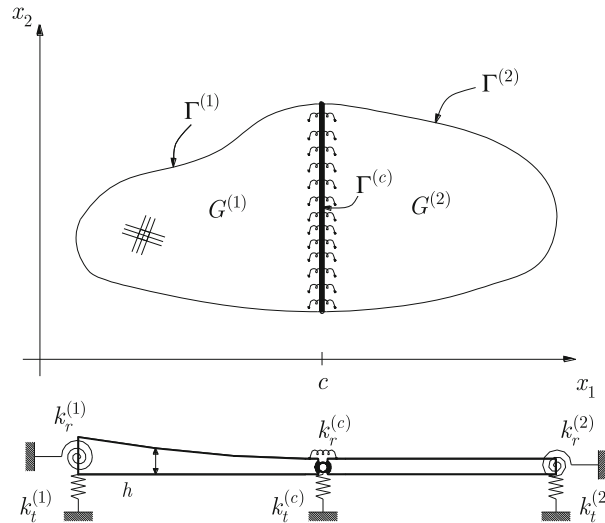 x₂
Γ⁽¹⁾
Γ⁽²⁾
Γ⁽ᶜ⁾
G⁽¹⁾
G⁽²⁾
c
x₁
k_r⁽¹⁾
k_r⁽ᶜ⁾
k_r⁽²⁾
k_t⁽¹⁾
h
k_t⁽ᶜ⁾
k_t⁽²